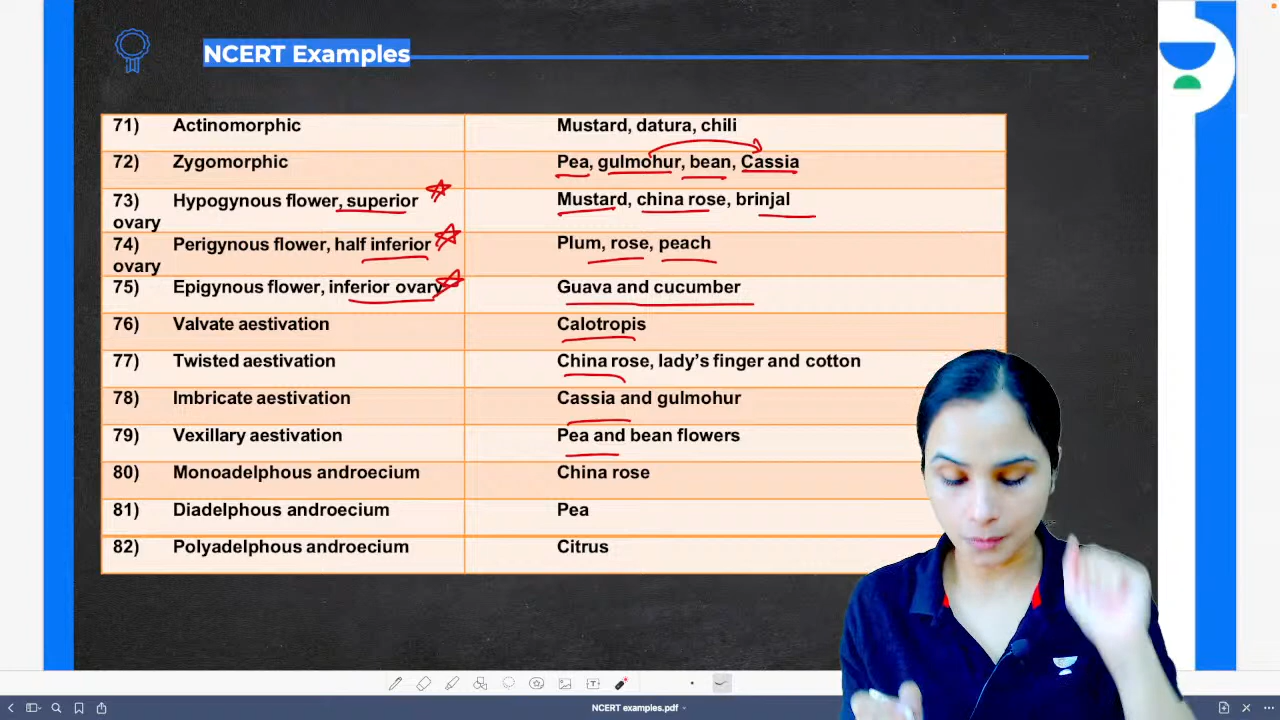 NCERT Examples
71) Actinomorphic Mustard, datura, chili
72) Zygomorphic Pea, gulmohur, bean, Cassia
73) Hypogynous flower, superior Mustard, china rose, brinjal
ovary
74) Perigynous flower, half inferior Plum, rose, peach
ovary
75) Epigynous flower, inferior ovary Guava and cucumber
76) Valvate aestivation Calotropis
77) Twisted aestivation China rose, lady's finger and cotton
78) Imbricate aestivation Cassia and gulmohur
79) Vexillary aestivation Pea and bean flowers
80) Monoadelphous androecium China rose
81) Diadelphous androecium Pea
82) Polyadelphous androecium Citrus
NCERT examples.pdf